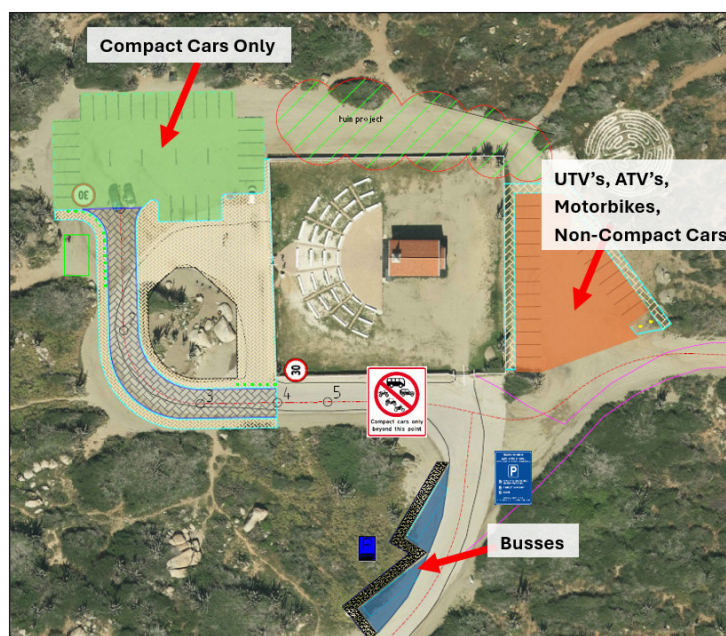 Compact Cars Only
tuin project
UTV's, ATV's,
Motorbikes,
Non-Compact Cars
30
30
3
4
5
Compact cars only
beyond this point
P
Busses